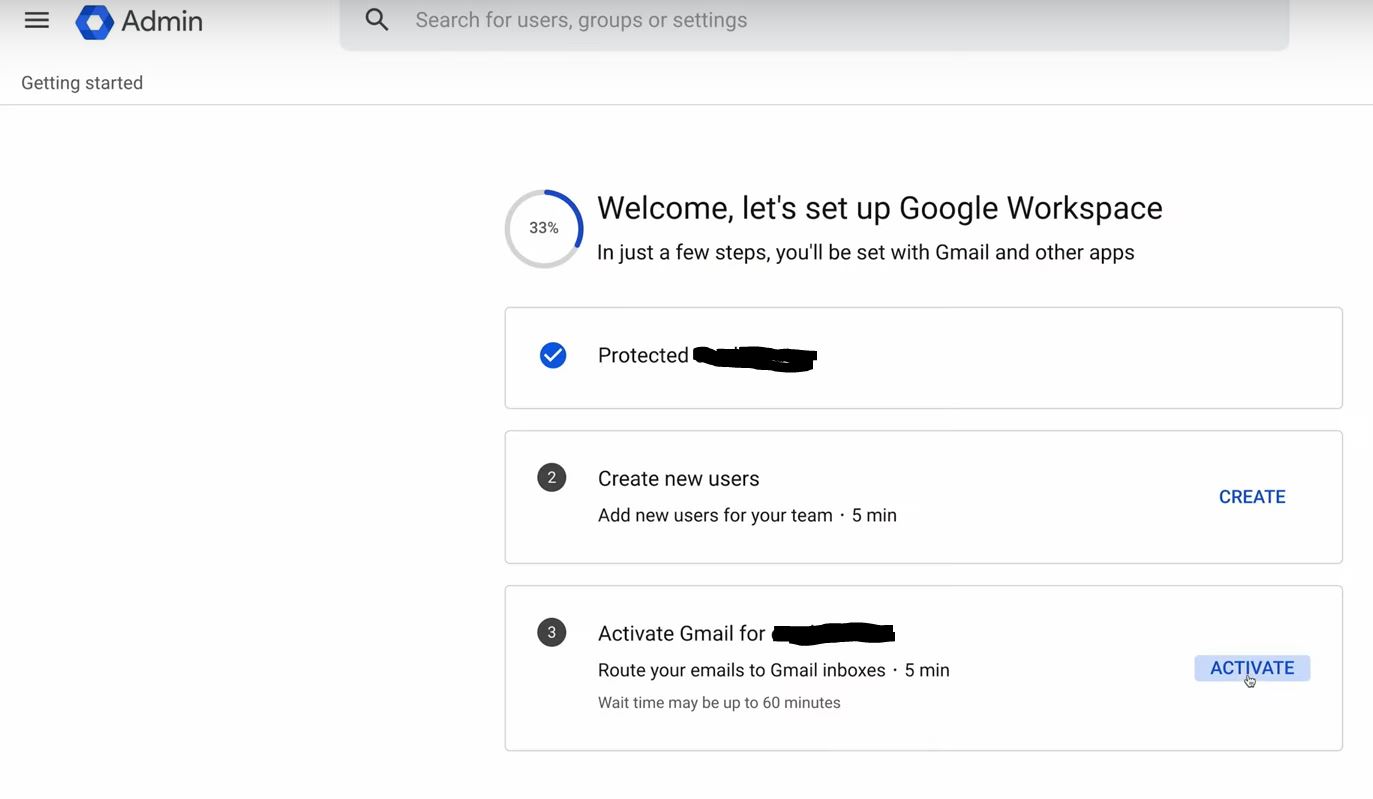 Admin
Search for users, groups or settings
Getting started
33%
Welcome, let's set up Google Workspace
In just a few steps, you'll be set with Gmail and other apps
Protected
2
Create new users
Add new users for your team · 5 min
CREATE
3
Activate Gmail for
Route your emails to Gmail inboxes · 5 min
Wait time may be up to 60 minutes
ACTIVATE